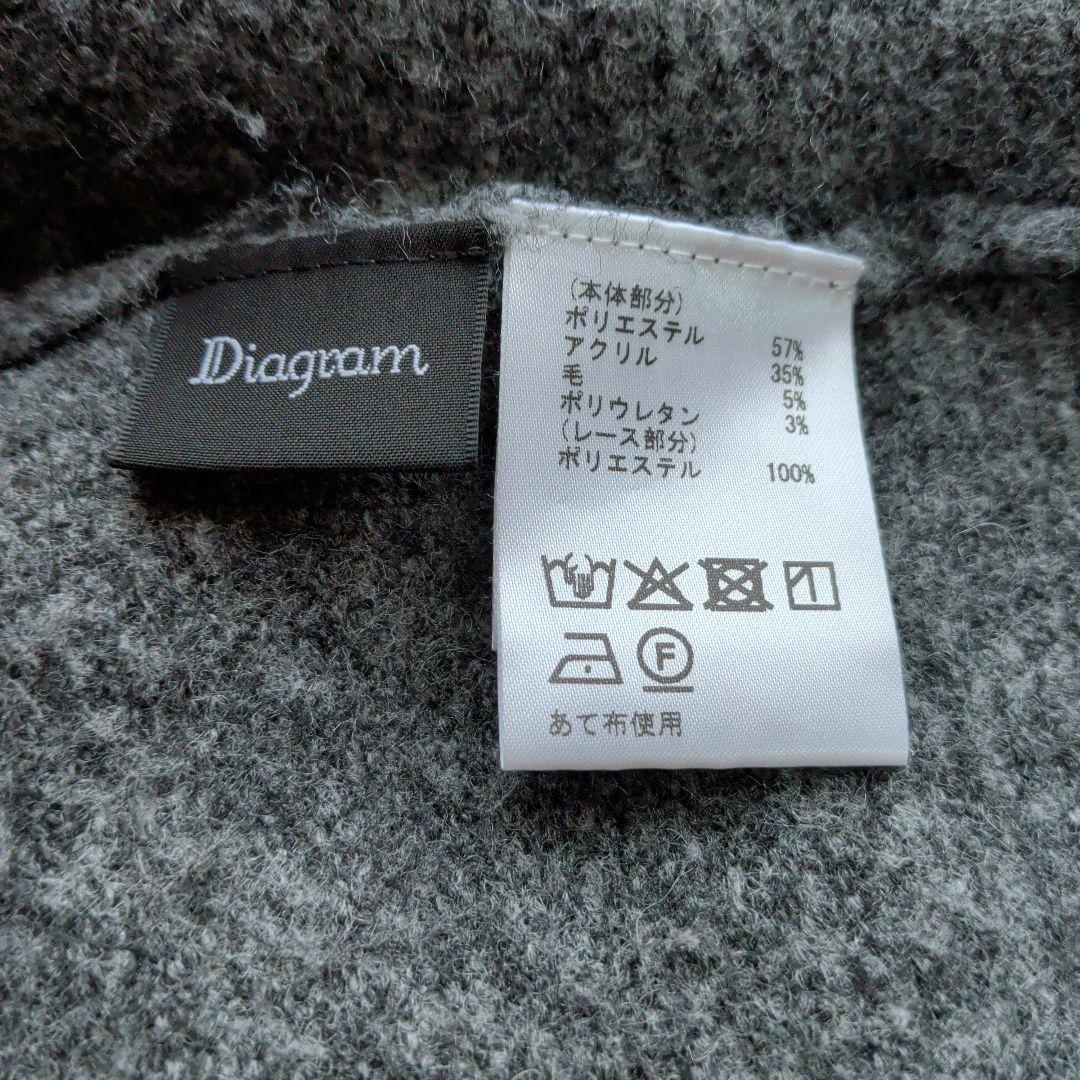 Diagram
(本体部分)
ポリエステル 57%
アクリル 35%
毛 5%
ポリウレタン 3%
(レース部分)
ポリエステル 100%
F
あて布使用